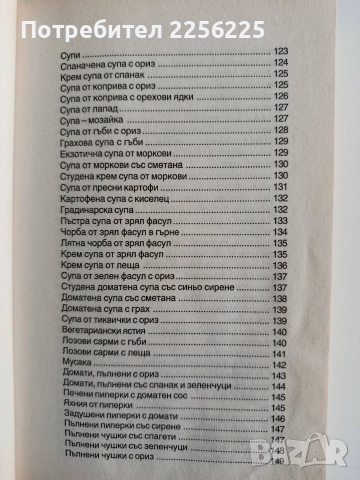 0878252525
Супи 123
Спаначена супа с ориз 124
Крем супа от спанак 125
Супа от коприва с ориз 125
Супа от коприва с орехови ядки 126
Супа от лапад 127
Супа – мозайка 127
Супа от гъби с ориз 128
Грахова супа с гъби 129
Екзотична супа от моркови 129
Супа от моркови със сметана 130
Студена крем супа от моркови 130
Супа от пресни картофи 131
Картофена супа с киселец 132
Градинарска супа 132
Пъстра супа от зрял фасул 133
Чорба от зрял фасул в гърне 134
Лятна чорба от зрял фасул 135
Крем супа от зрял фасул 135
Крем супа от леща 136
Супа от зелен фасул с ориз 137
Студена доматена супа със синьо сирене 137
Доматена супа със сметана 138
Доматена супа с грах 139
Супа от тиквички с ориз 139
Вегетариански ястия 140
Лозови сарми с гъби 140
Лозови сарми с леща 141
Мусака 142
Домати, пълнени с ориз 143
Домати, пълнени със спанак и зеленчуци 144
Печени пиперки с доматен сос 145
Яхния от пиперки 145
Задушени пиперки с домати 146
Пълнени пиперки със сирене 147
Пълнени чушки със спагети 147
Пълнени чушки със зеленчуци 148
Пълнени чушки с ориз 149
BAZAR